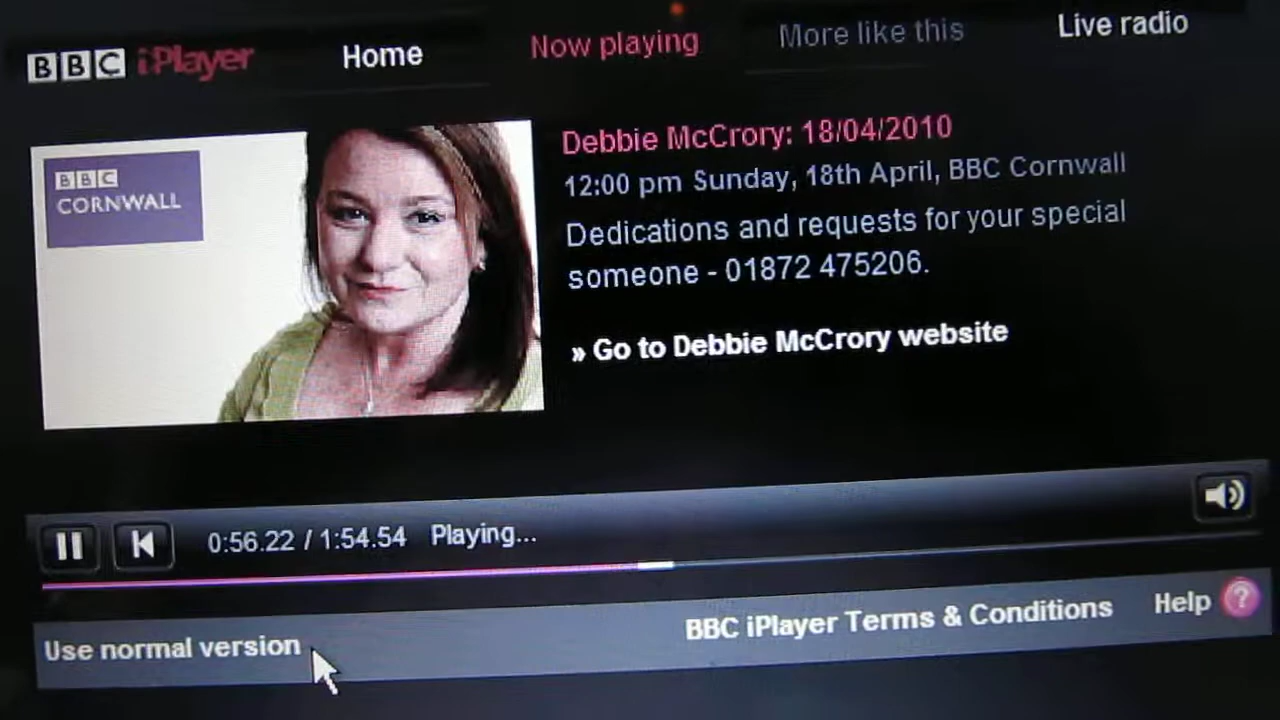 BBC iPlayer Home Now playing More like this Live radio
BBC
CORNWALL
Debbie McCrory: 18/04/2010
12:00 pm Sunday, 18th April, BBC Cornwall
Dedications and requests for your special
someone - 01872 475206.
» Go to Debbie McCrory website
0:56.22 / 1:54.54 Playing...
Use normal version BBC iPlayer Terms & Conditions Help ?